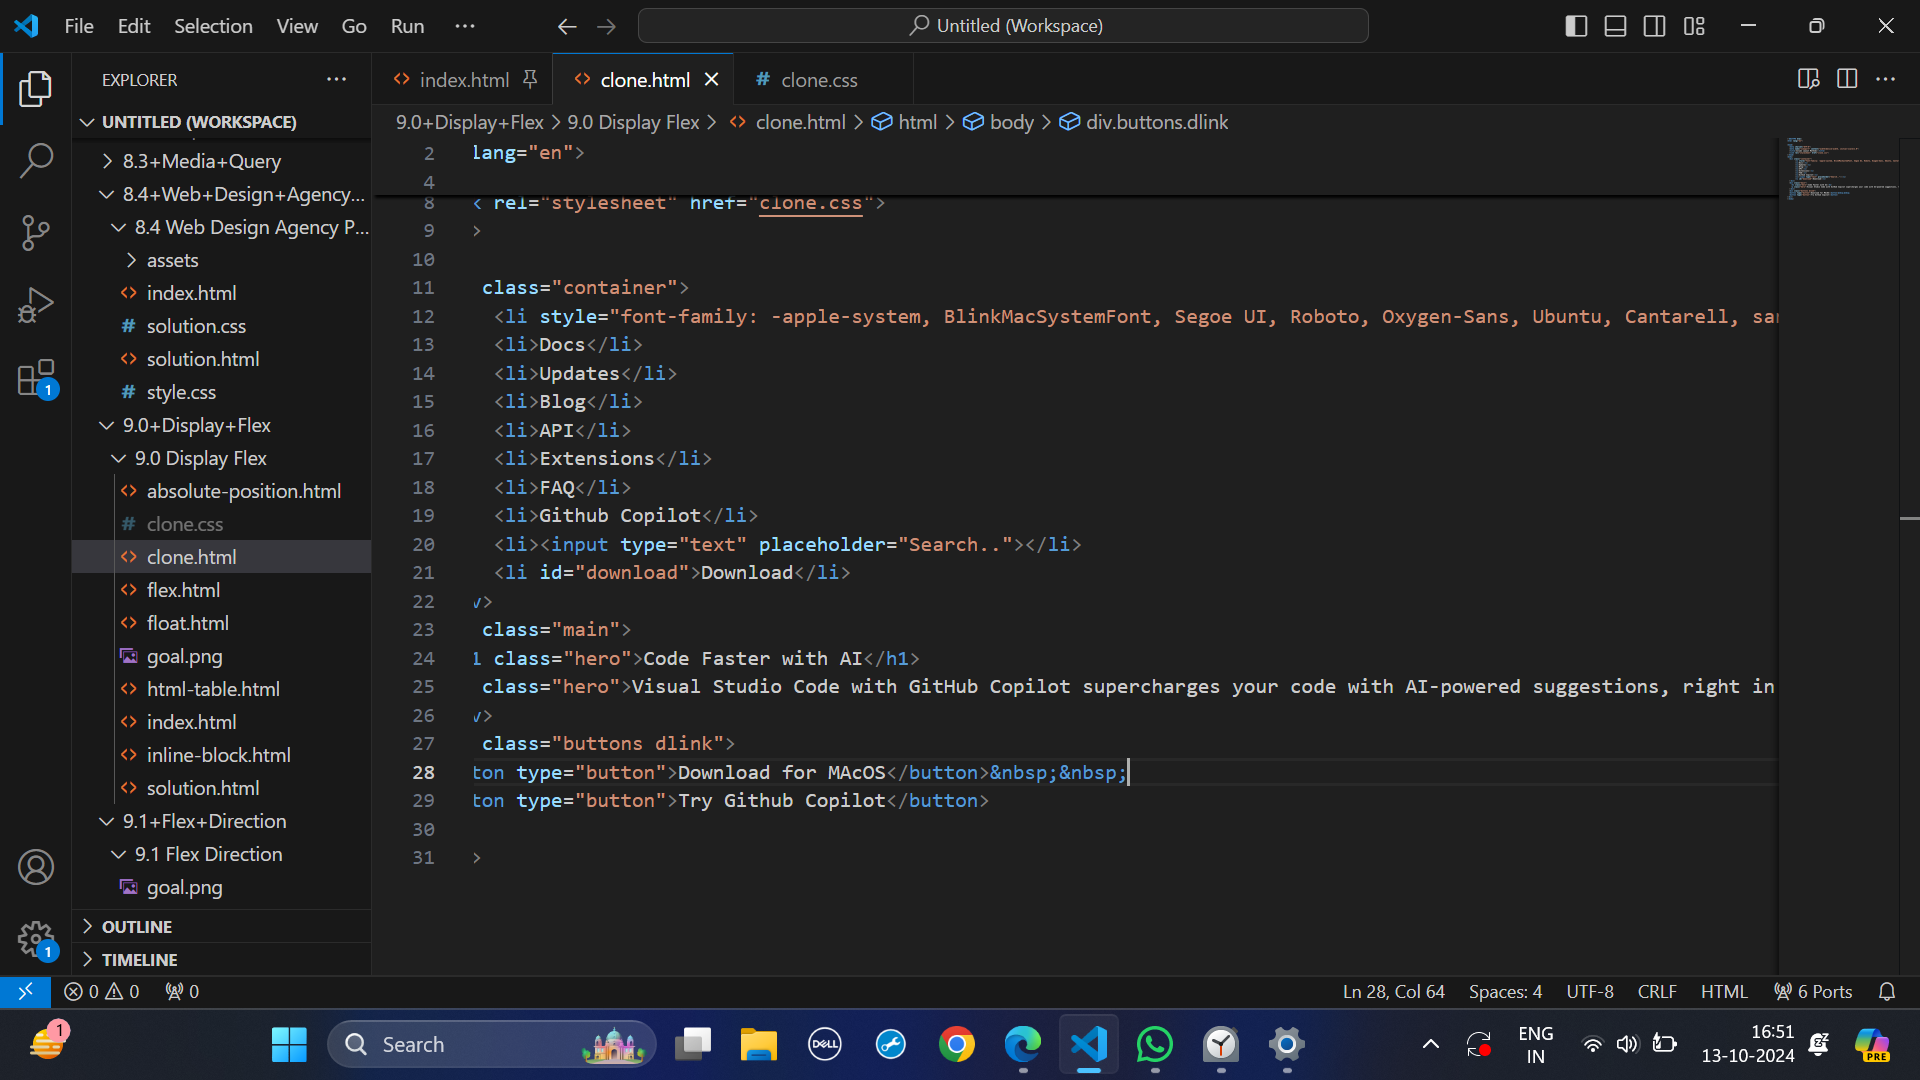 File Edit Selection View Go Run ···
Untitled (Workspace)
EXPLORER
UNTITLED (WORKSPACE)
8.3+Media+Query
8.4+Web+Design+Agency...
8.4 Web Design Agency P...
assets
index.html
solution.css
solution.html
style.css
9.0+Display+Flex
9.0 Display Flex
absolute-position.html
clone.css
clone.html
flex.html
float.html
goal.png
html-table.html
index.html
inline-block.html
solution.html
9.1+Flex+Direction
9.1 Flex Direction
goal.png
OUTLINE
TIMELINE
1
1
index.html
clone.html
clone.css
9.0+Display+Flex > 9.0 Display Flex > clone.html > html > body > div.buttons.dlink
2 lang="en">
4
8 < rel="stylesheet" href="clone.css">
9 >
10
11 class="container">
12 <li style="font-family: -apple-system, BlinkMacSystemFont, Segoe UI, Roboto, Oxygen-Sans, Ubuntu, Cantarell, sa
13 <li>Docs</li>
14 <li>Updates</li>
15 <li>Blog</li>
16 <li>API</li>
17 <li>Extensions</li>
18 <li>FAQ</li>
19 <li>Github Copilot</li>
20 <li><input type="text" placeholder="Search.."></li>
21 <li id="download">Download</li>
22 v>
23 class="main">
24 1 class="hero">Code Faster with AI</h1>
25 class="hero">Visual Studio Code with GitHub Copilot supercharges your code with AI-powered suggestions, right in
26 v>
27 class="buttons dlink">
28 ton type="button">Download for MAcOS</button>&nbsp;&nbsp;
29 ton type="button">Try Github Copilot</button>
30
31 >
0 0 0
Ln 28, Col 64 Spaces: 4 UTF-8 CRLF HTML 6 Ports
1
Search
DELL
ENG
IN
16:51
13-10-2024
PRE